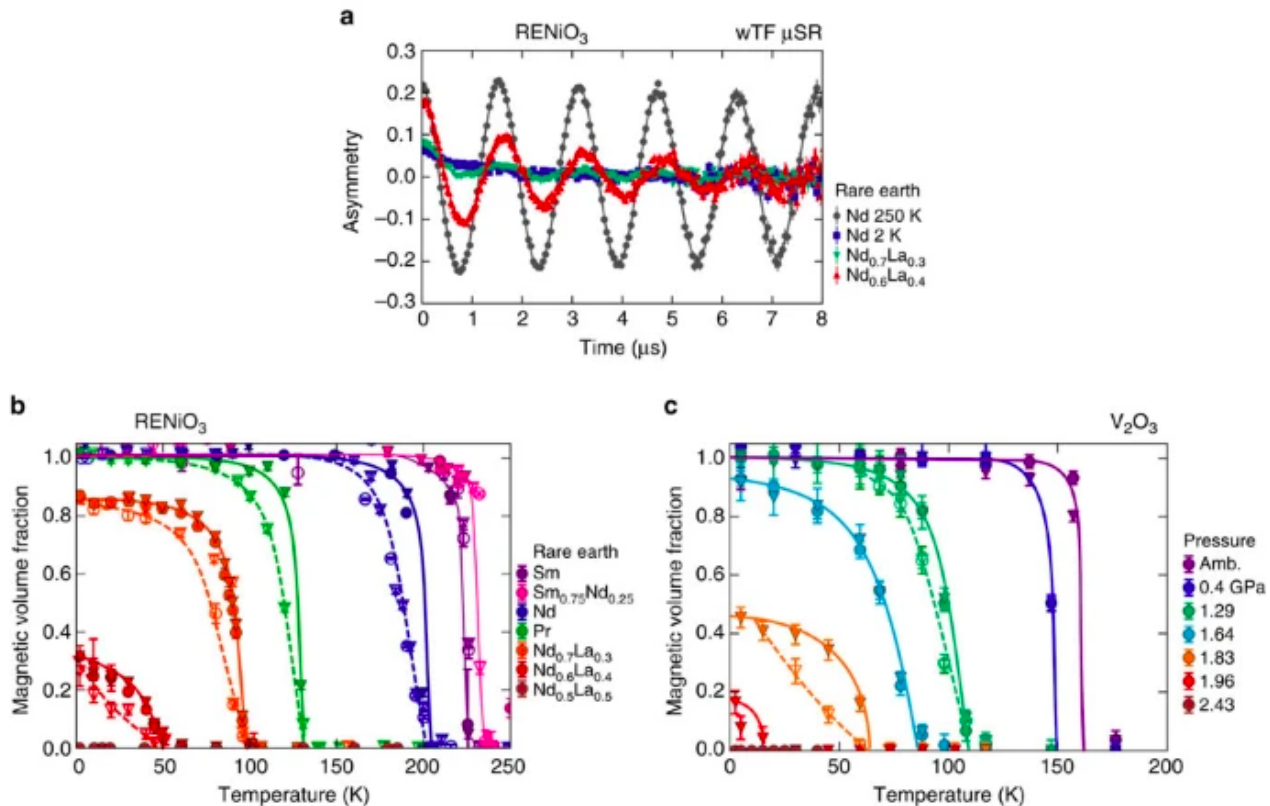 a
RENiO₃ wTF μSR
0.3
0.2
0.1
0.0
−0.1
−0.2
−0.3
Asymmetry
0 1 2 3 4 5 6 7 8
Time (μs)
Rare earth
Nd 250 K
Nd 2 K
Nd₀.₇La₀.₃
Nd₀.₆La₀.₄
b
RENiO₃
1.0
0.8
0.6
0.4
0.2
0.0
Magnetic volume fraction
0 50 100 150 200 250
Temperature (K)
Rare earth
Sm
Sm₀.₇₅Nd₀.₂₅
Nd
Pr
Nd₀.₇La₀.₃
Nd₀.₆La₀.₄
Nd₀.₅La₀.₅
c
V₂O₃
1.0
0.8
0.6
0.4
0.2
0.0
Magnetic volume fraction
0 50 100 150 200
Temperature (K)
Pressure
Amb.
0.4 GPa
1.29
1.64
1.83
1.96
2.43